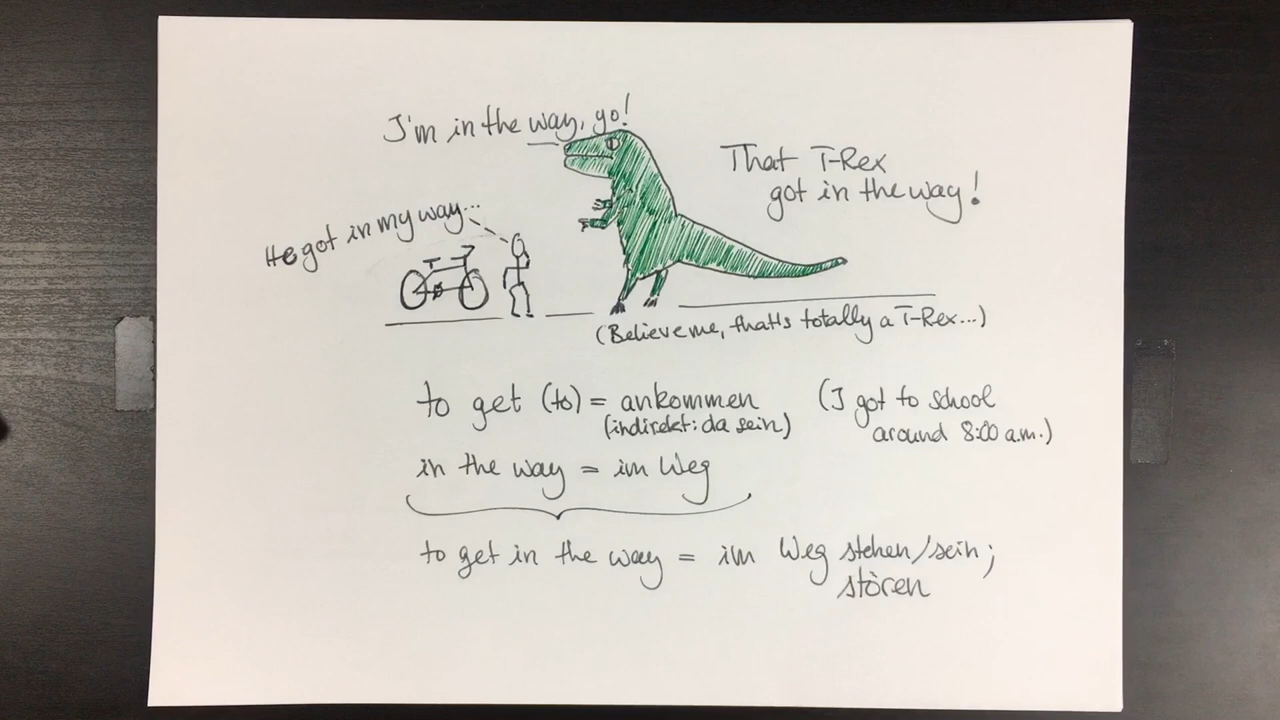 I'm in the way, yo!
That T-Rex
got in the way!
He got in my way...
(Believe me, that's totally a T-Rex...)
to get (to) = ankommen (I got to school
(indirekt: da sein) around 8:00 a.m.)
in the way = im Weg
to get in the way = im Weg stehen/sein;
stören